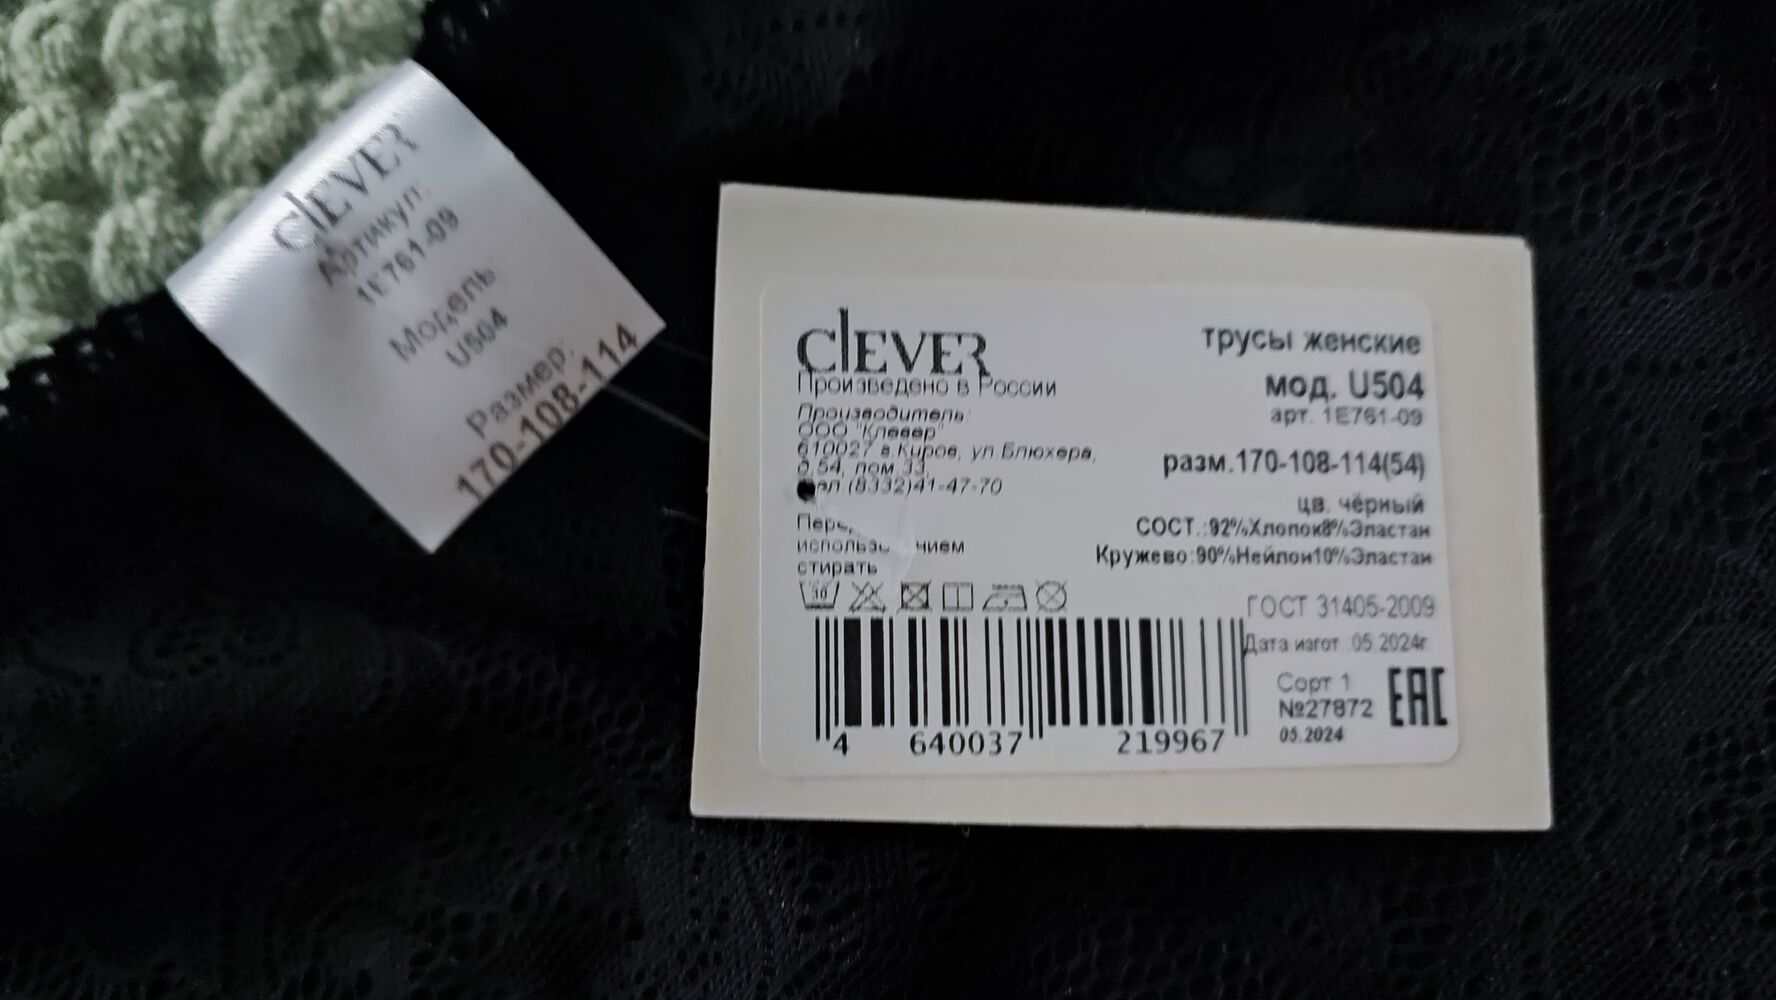 ClEVER
Артикул:
1E761-09
Модель
U504
Размер:
170-108-114
ClEVER
Произведено в России
Производитель:
ООО "Клевер"
610027 г.Киров, ул.Блюхера,
д.54, пом.33,
(8332)41-47-70
стирать
трусы женские
мод. U504
арт. 1E761-09
разм.170-108-114(54)
цв. чёрный
СОСТ.:92%Хлопок8%Эластан
Кружево:90%Нейлон10%Эластан
30
ГОСТ 31405-2009
Дата изгот.:05.2024г
Сорт 1
№27872
05.2024
EAC
4 640037 219967